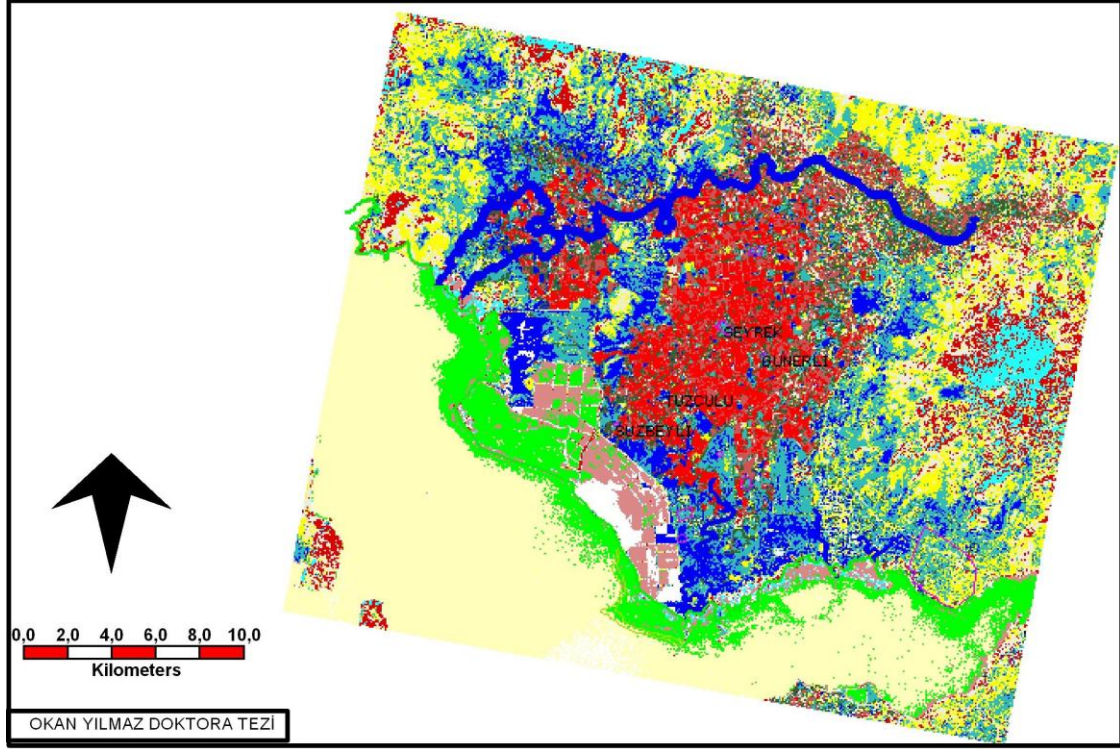 SEYREK
GÜNERLİ
TUZCULU
SUZBEYLİ
0,0 2,0 4,0 6,0 8,0 10,0
Kilometers
OKAN YILMAZ DOKTORA TEZİ